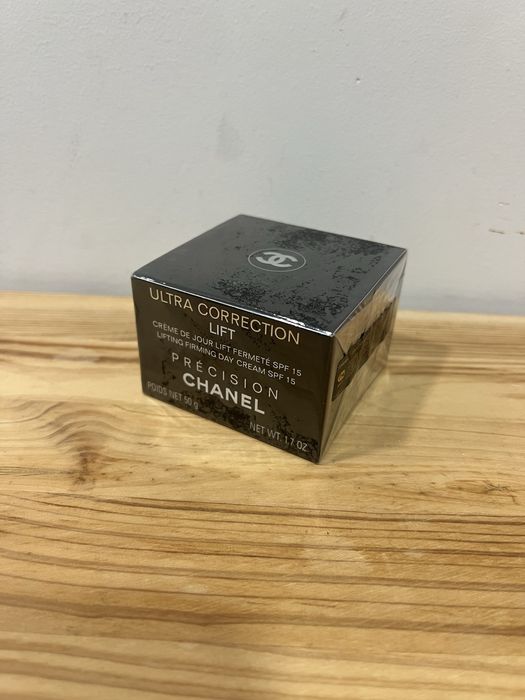 ULTRA CORRECTION
LIFT
CRÈME DE JOUR LIFT FERMETÉ SPF 15
LIFTING FIRMING DAY CREAM SPF 15
PRÉCISION
CHANEL
POIDS NET 50 g
NET WT. 1.7 OZ.